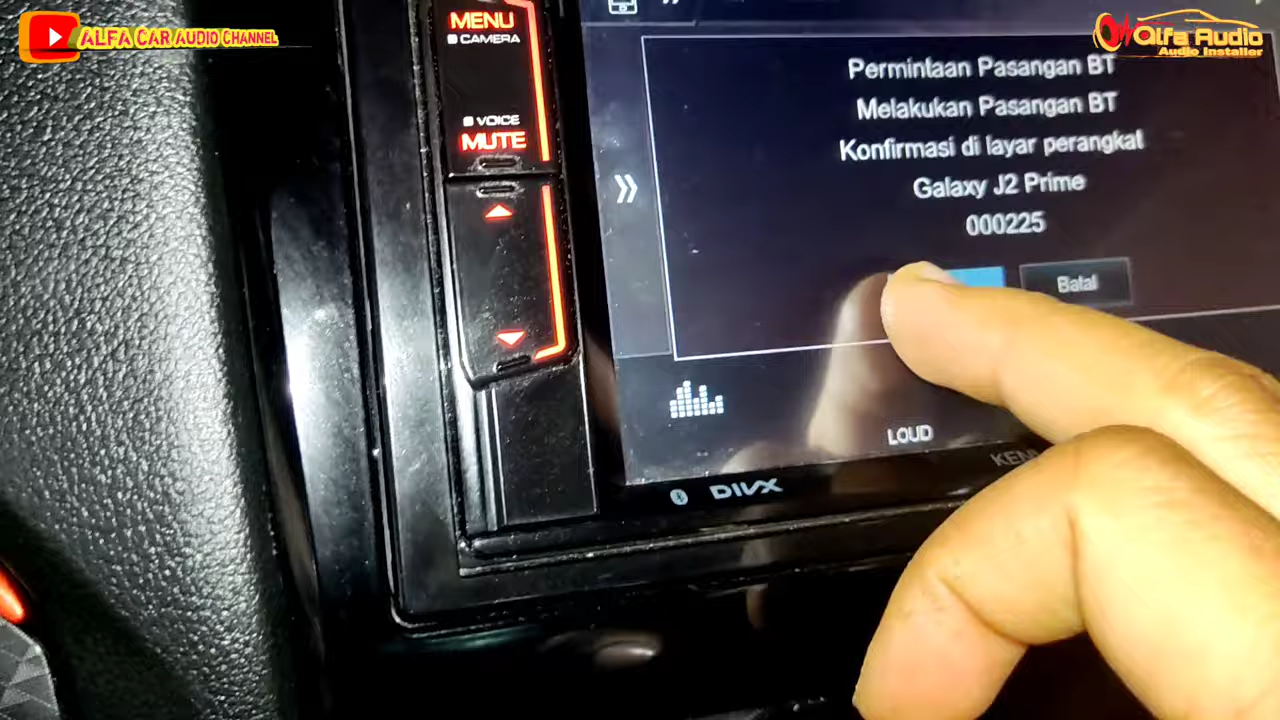 ALFA CAR AUDIO CHANNEL
Alfa Audio
Audio Installer
MENU
CAMERA
VOICE
MUTE
Permintaan Pasangan BT
Melakukan Pasangan BT
Konfirmasi di layar perangkat
Galaxy J2 Prime
000225
Batal
LOUD
DIVX